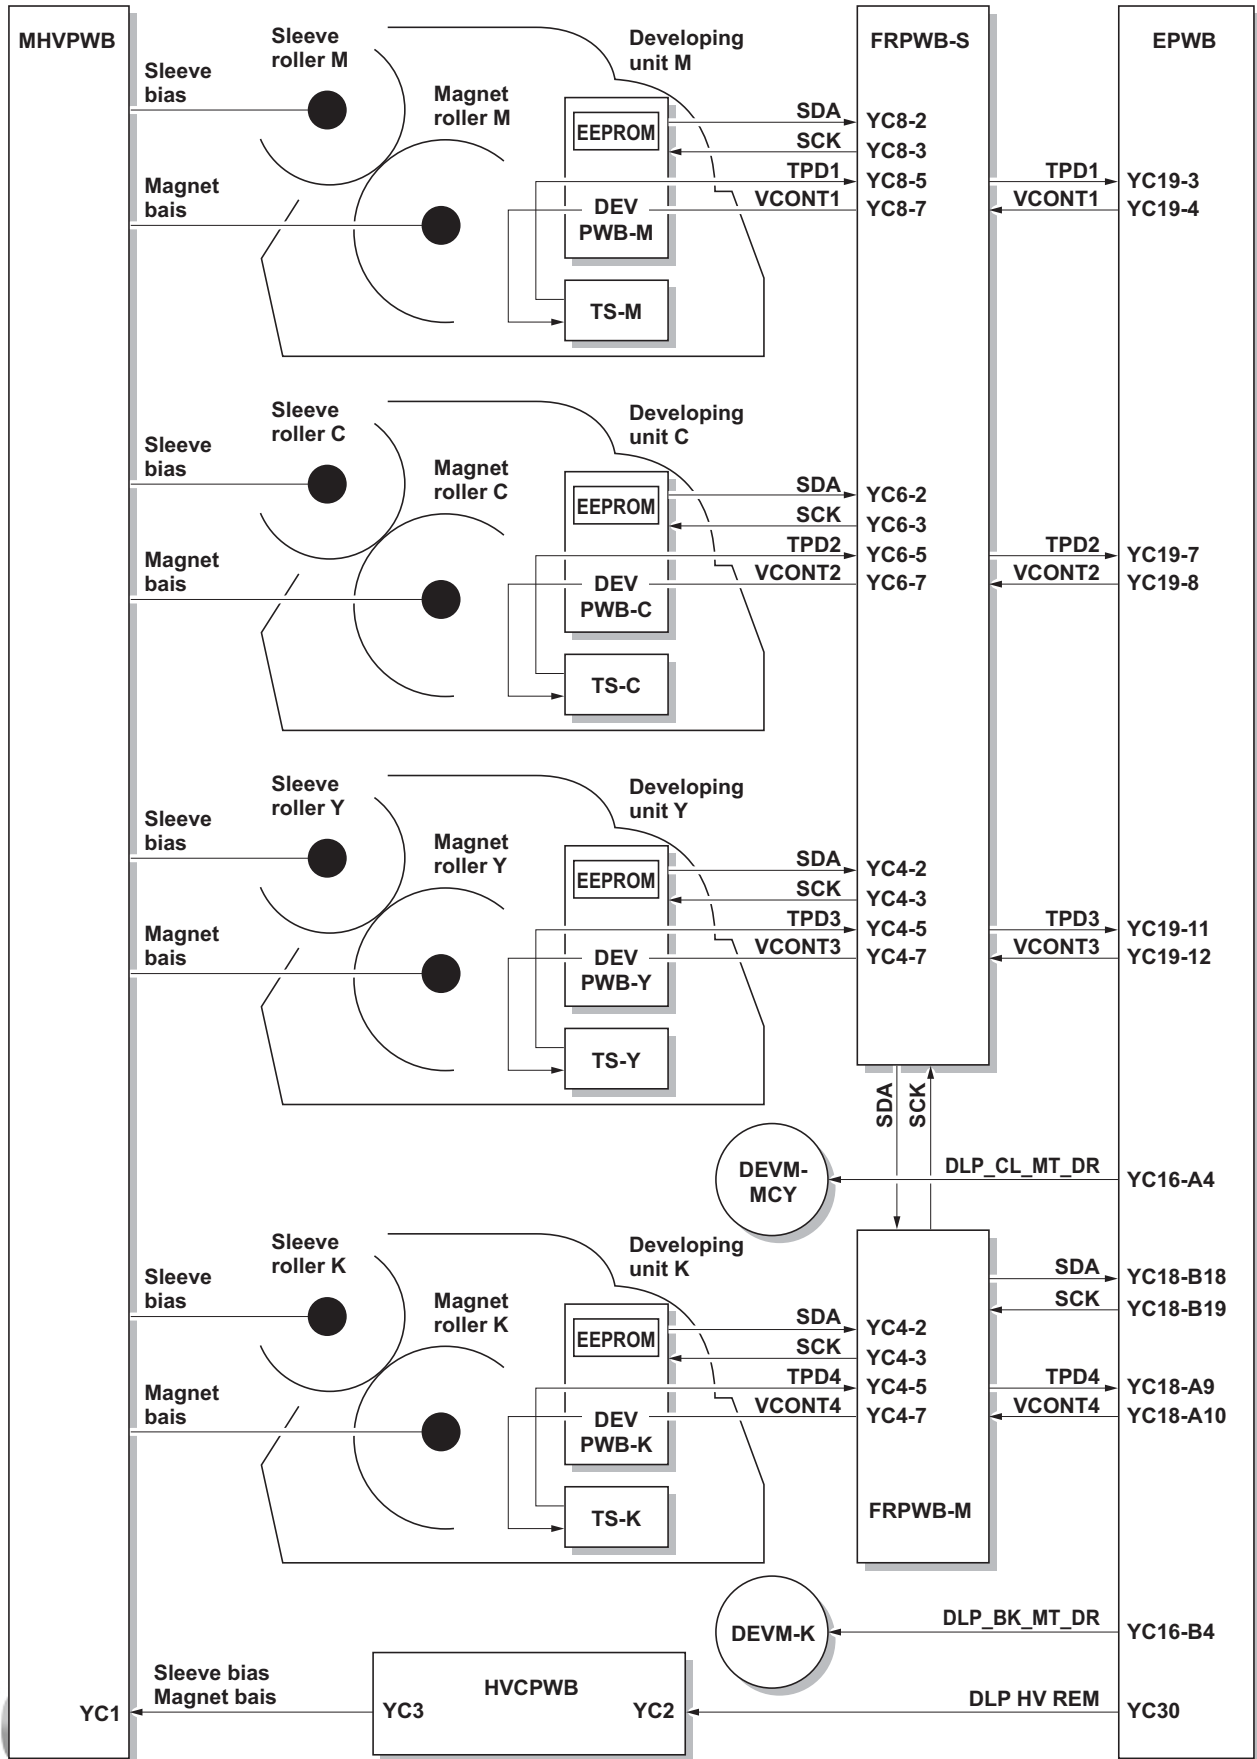 MHVPWB
Sleeve
roller M
Developing
unit M
FRPWB-S
EPWB
Sleeve
bias
Magnet
roller M
EEPROM
SDA
YC8-2
SCK
YC8-3
TPD1
YC8-5
TPD1
YC19-3
Magnet
bais
DEV
PWB-M
VCONT1
YC8-7
VCONT1
YC19-4
TS-M
Sleeve
roller C
Developing
unit C
Sleeve
bias
Magnet
roller C
EEPROM
SDA
YC6-2
SCK
YC6-3
TPD2
YC6-5
TPD2
YC19-7
Magnet
bais
DEV
PWB-C
VCONT2
YC6-7
VCONT2
YC19-8
TS-C
Sleeve
roller Y
Developing
unit Y
Sleeve
bias
Magnet
roller Y
EEPROM
SDA
YC4-2
SCK
YC4-3
TPD3
YC4-5
TPD3
YC19-11
Magnet
bais
DEV
PWB-Y
VCONT3
YC4-7
VCONT3
YC19-12
TS-Y
SDA
SCK
DEVM-
MCY
DLP_CL_MT_DR
YC16-A4
Sleeve
roller K
Developing
unit K
Sleeve
bias
Magnet
roller K
SDA
YC18-B18
SCK
YC18-B19
EEPROM
SDA
YC4-2
SCK
YC4-3
TPD4
YC4-5
TPD4
YC18-A9
Magnet
bais
DEV
PWB-K
VCONT4
YC4-7
VCONT4
YC18-A10
TS-K
FRPWB-M
DEVM-K
DLP_BK_MT_DR
YC16-B4
Sleeve bias
Magnet bais
HVCPWB
YC1
YC3
YC2
DLP HV REM
YC30